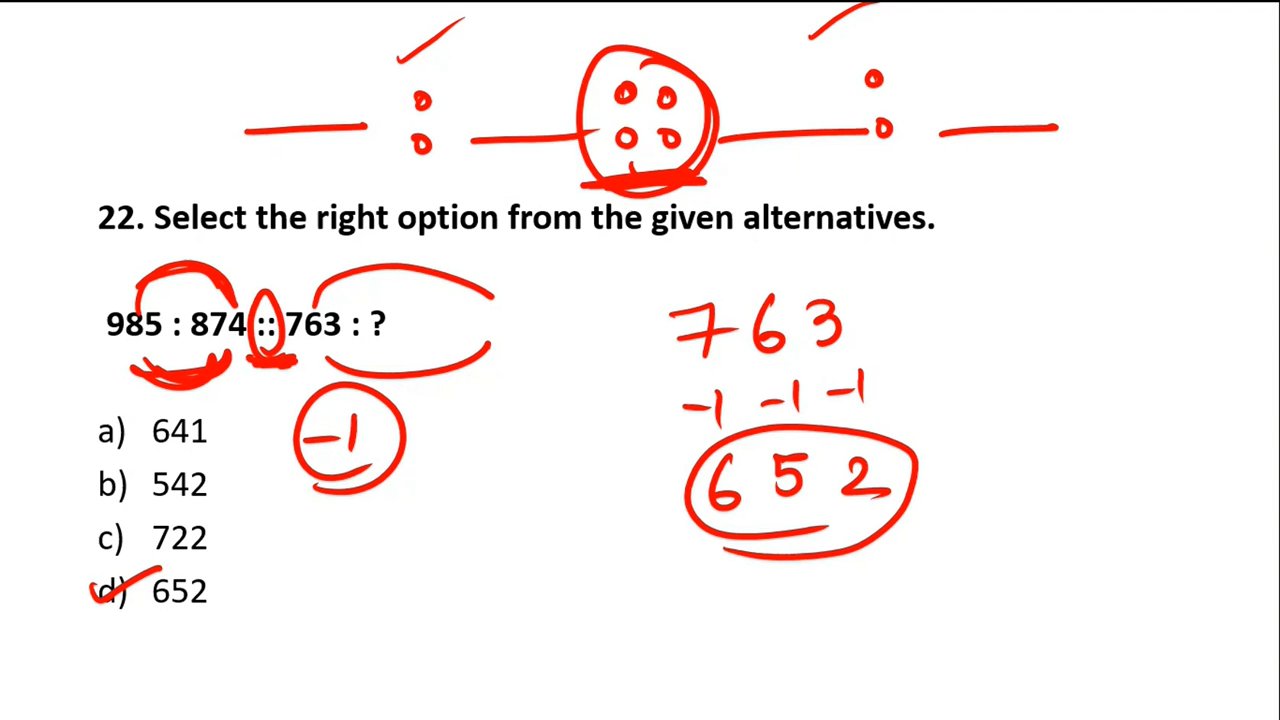 22. Select the right option from the given alternatives.
985 : 874 :: 763 : ?
763
-1 -1 -1
652
-1
a) 641
b) 542
c) 722
d) 652